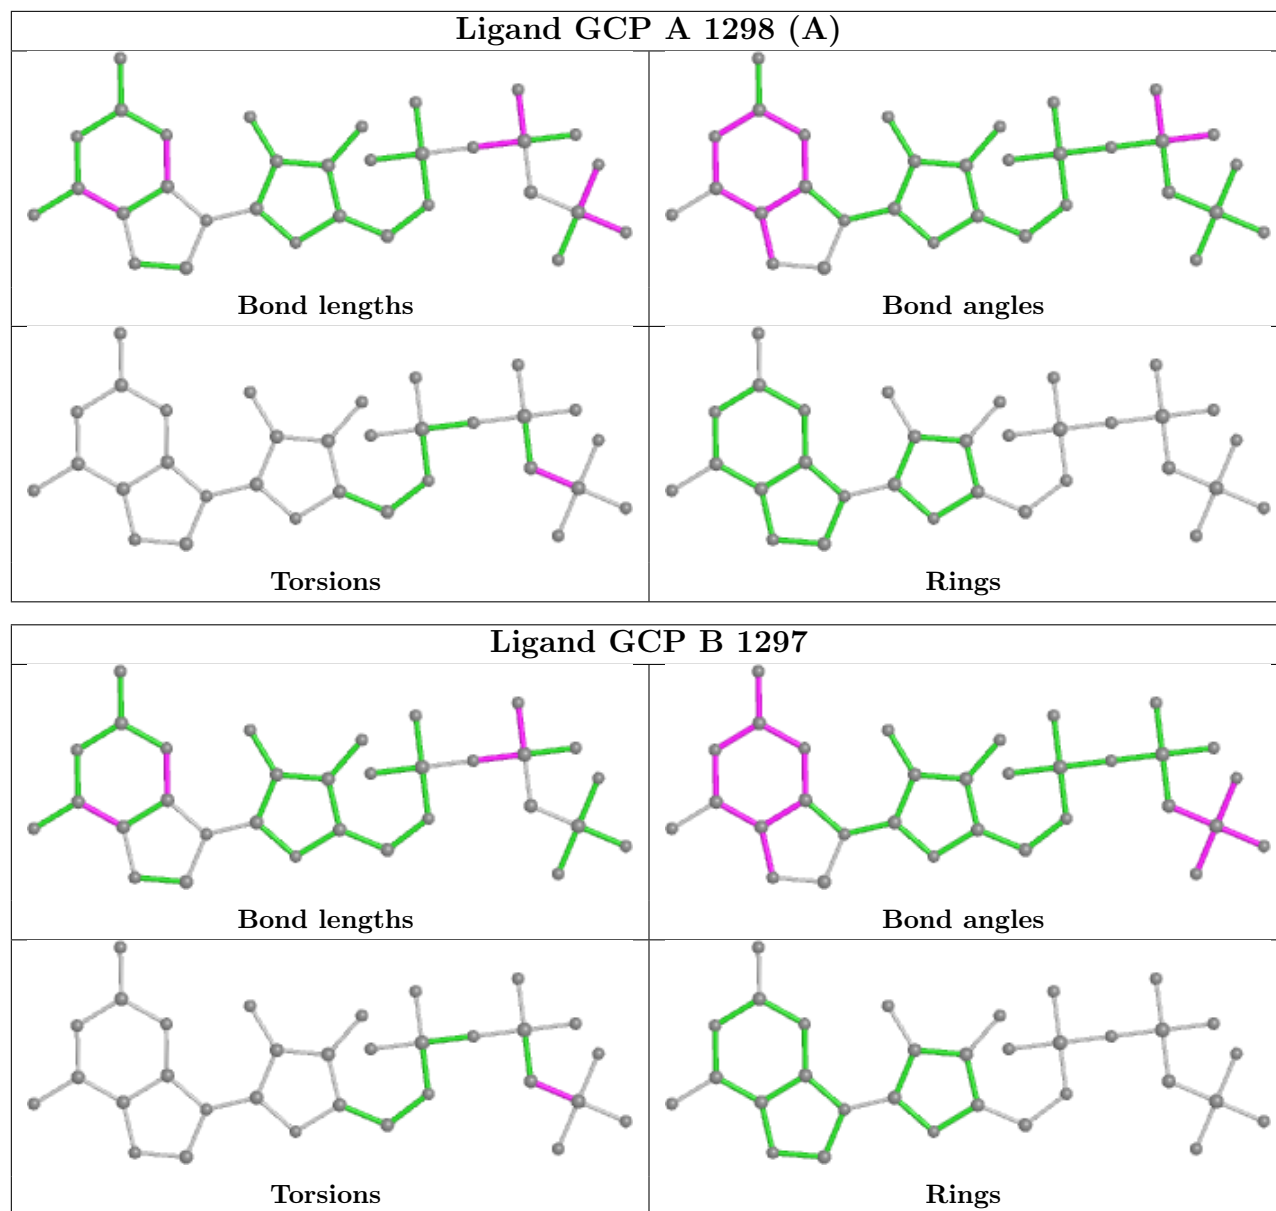 Ligand GCP A 1298 (A)
Bond lengths
Bond angles
Torsions
Rings
Ligand GCP B 1297
Bond lengths
Bond angles
Torsions
Rings